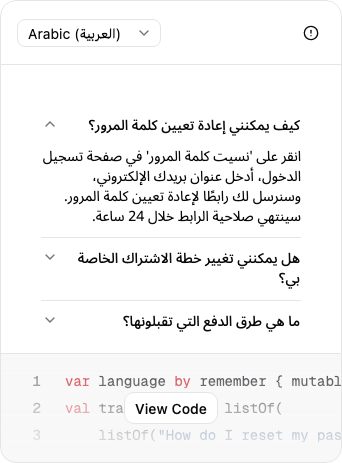 Arabic (العربية)
كيف يمكنني إعادة تعيين كلمة المرور؟
انقر على 'نسيت كلمة المرور' في صفحة تسجيل
الدخول، أدخل عنوان بريدك الإلكتروني،
وسنرسل لك رابطًا لإعادة تعيين كلمة المرور.
سينتهي صلاحية الرابط خلال 24 ساعة.
هل يمكنني تغيير خطة الاشتراك الخاصة
بي؟
ما هي طرق الدفع التي تقبلونها؟
1 var language by remember { mutabl
2 val tra View Code listOf(
3 listOf("How do I reset my pas